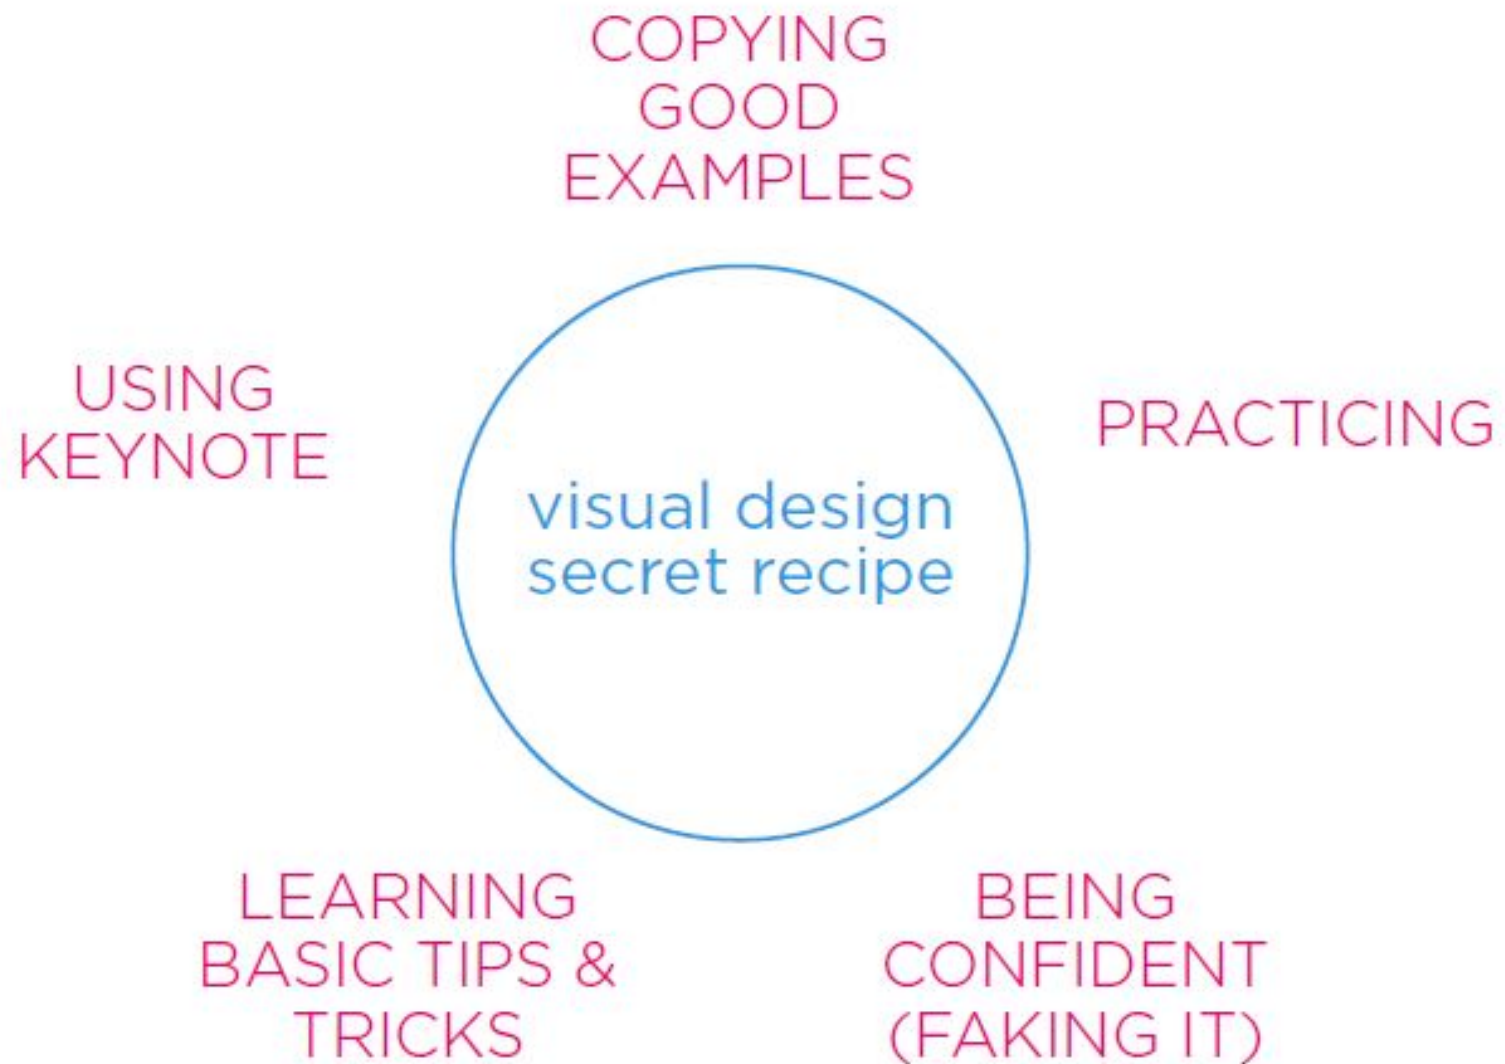 COPYING
GOOD
EXAMPLES
USING
KEYNOTE
PRACTICING
visual design
secret recipe
LEARNING
BASIC TIPS &
TRICKS
BEING
CONFIDENT
(FAKING IT)